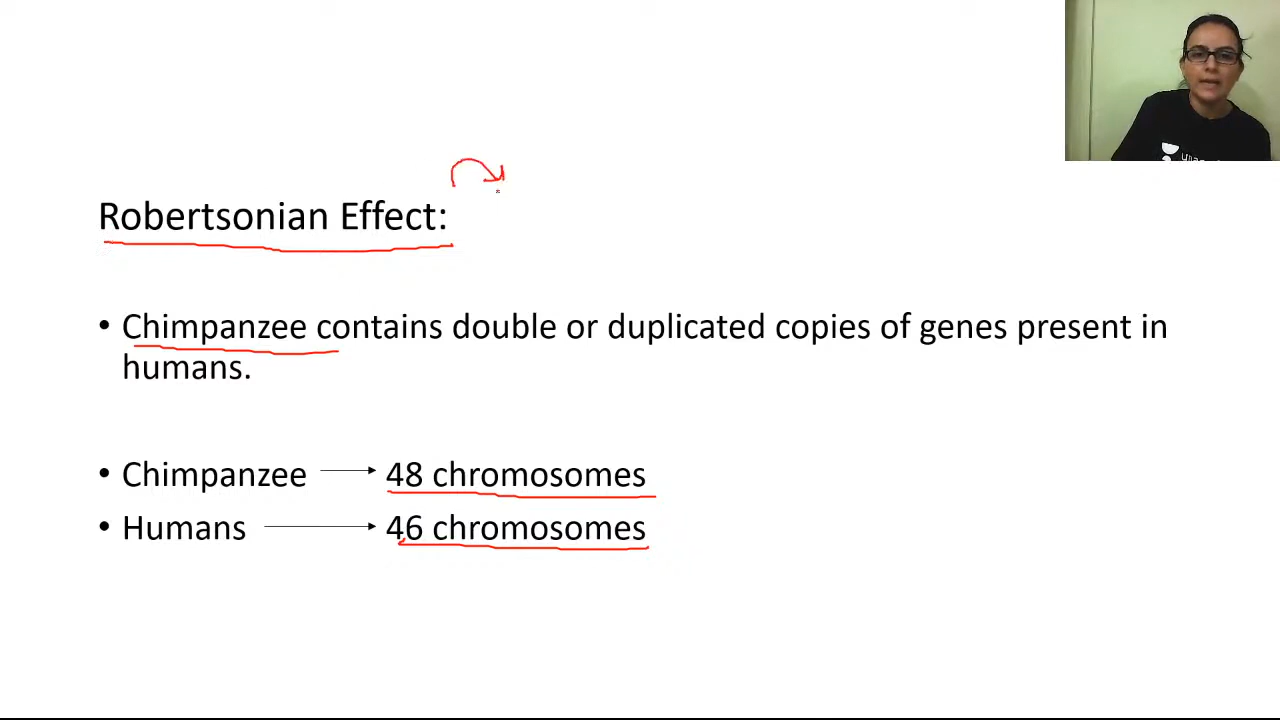 Robertsonian Effect:
• Chimpanzee contains double or duplicated copies of genes present in
humans.
• Chimpanzee → 48 chromosomes
• Humans → 46 chromosomes